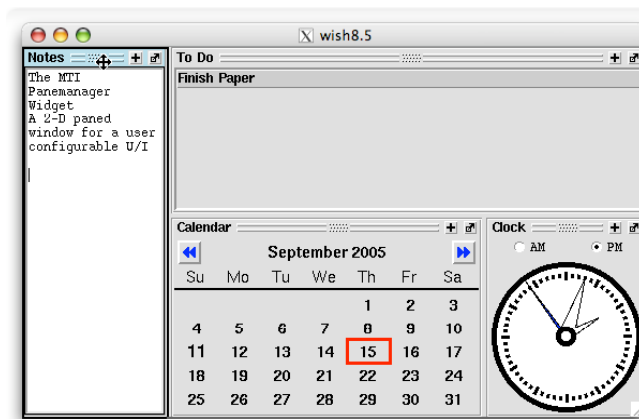 wish8.5
Notes
The MTI
Panemanager
Widget
A 2-D paned
window for a user
configurable U/I
To Do
Finish Paper
Calendar
September 2005
Su Mo Tu We Th Fr Sa
1 2 3
4 5 6 7 8 9 10
11 12 13 14 15 16 17
18 19 20 21 22 23 24
25 26 27 28 29 30 31
Clock
AM PM